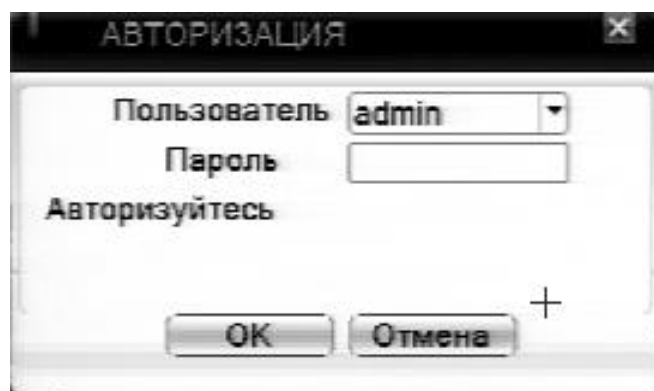 АВТОРИЗАЦИЯ
Пользователь admin
Пароль
Авторизуйтесь
OK Отмена